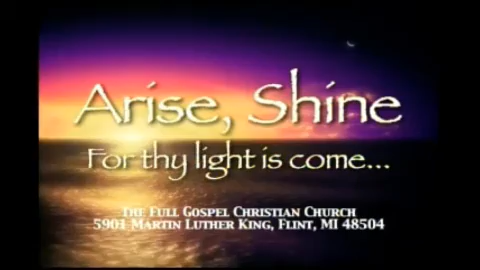 Arise, Shine
For thy light is come...
The Full Gospel Christian Church
5901 Martin Luther King, Flint, MI 48504